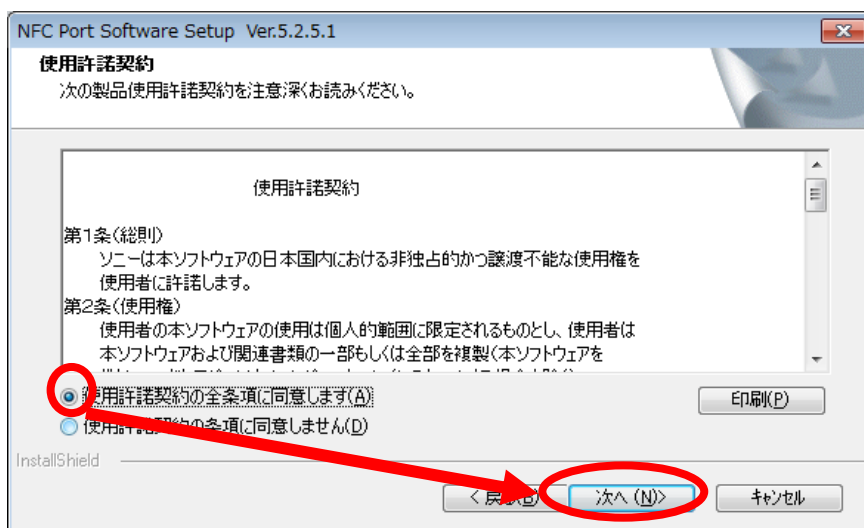 NFC Port Software Setup Ver.5.2.5.1
使用許諾契約
次の製品使用許諾契約を注意深くお読みください。
使用許諾契約
第1条(総則)
ソニーは本ソフトウェアの日本国内における非独占的かつ譲渡不能な使用権を
使用者に許諾します。
第2条(使用権)
使用者の本ソフトウェアの使用は個人的範囲に限定されるものとし、使用者は
本ソフトウェアおよび関連書類の一部もしくは全部を複製(本ソフトウェアを
使用許諾契約の全条項に同意します(A)
印刷(P)
使用許諾契約の条項に同意しません(D)
InstallShield
< 戻る(B)
次へ (N)>
キャンセル